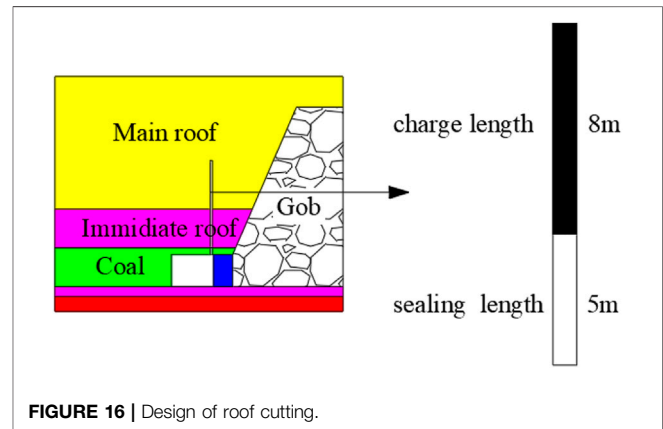 Main roof
charge length 8m
Gob
Immidiate roof
Coal
sealing length 5m
FIGURE 16 | Design of roof cutting.